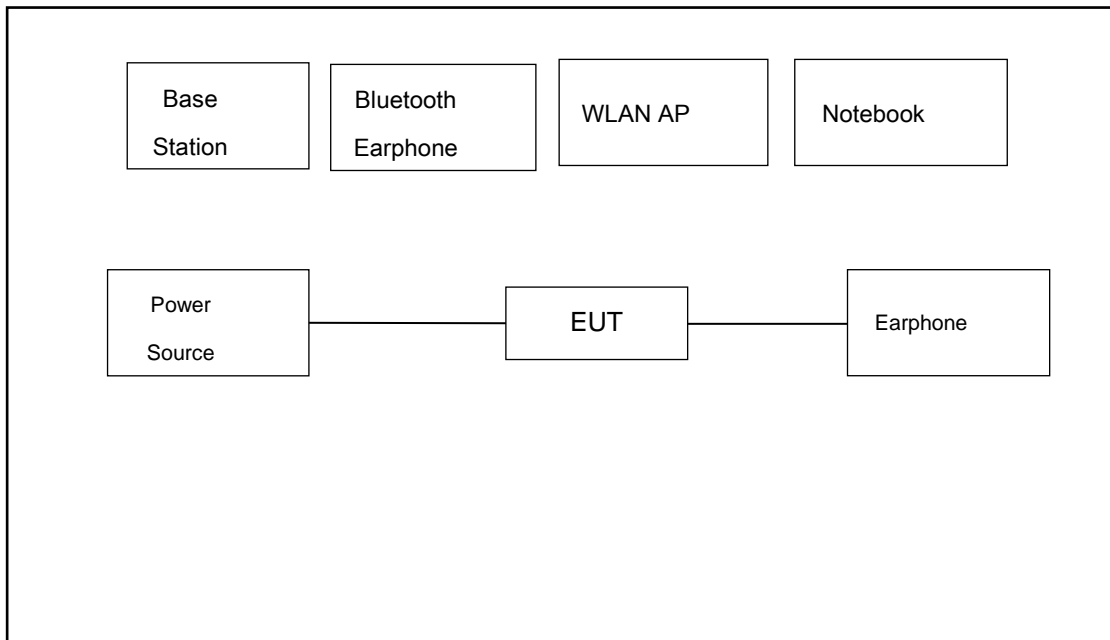 Base
Station
Bluetooth
Earphone
WLAN AP
Notebook
Power
Source
EUT
Earphone